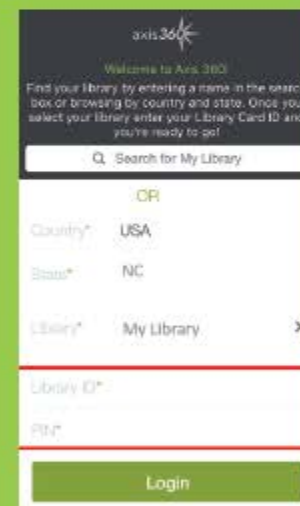 axis360
Welcome to Axis 360
Find your library by entering a name in the search
box or browsing by country and state. Once you
select your library enter your Library Card ID and
you're ready to go!
Search for My Library
OR
Country* USA
State* NC
Library* My Library
Library ID*
PIN*
Login